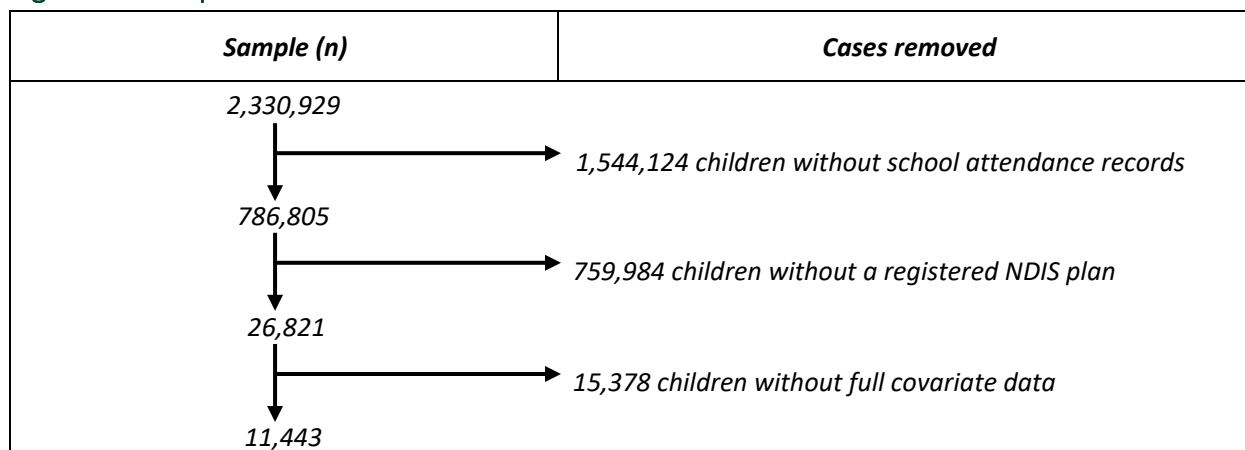 Sample (n)
Cases removed
2,330,929
1,544,124 children without school attendance records
786,805
759,984 children without a registered NDIS plan
26,821
15,378 children without full covariate data
11,443